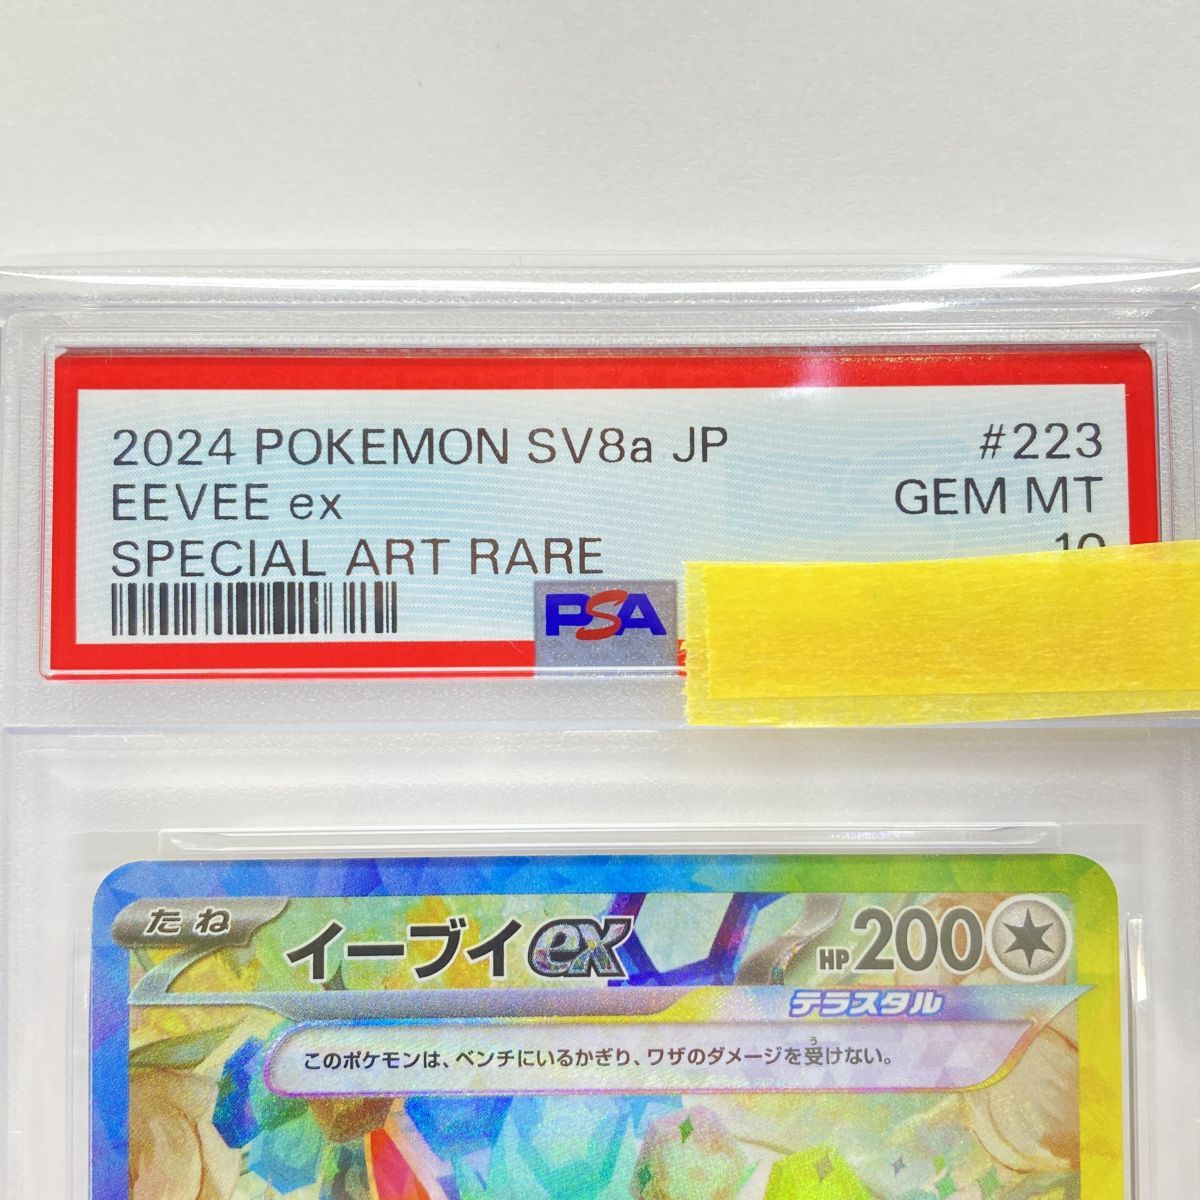 2024 POKEMON SV8a JP #223
EEVEE ex GEM MT
SPECIAL ART RARE 10
PSA
たね イーブイex HP200
テラスタル
このポケモンは、ベンチにいるかぎり、ワザのダメージを受けない。